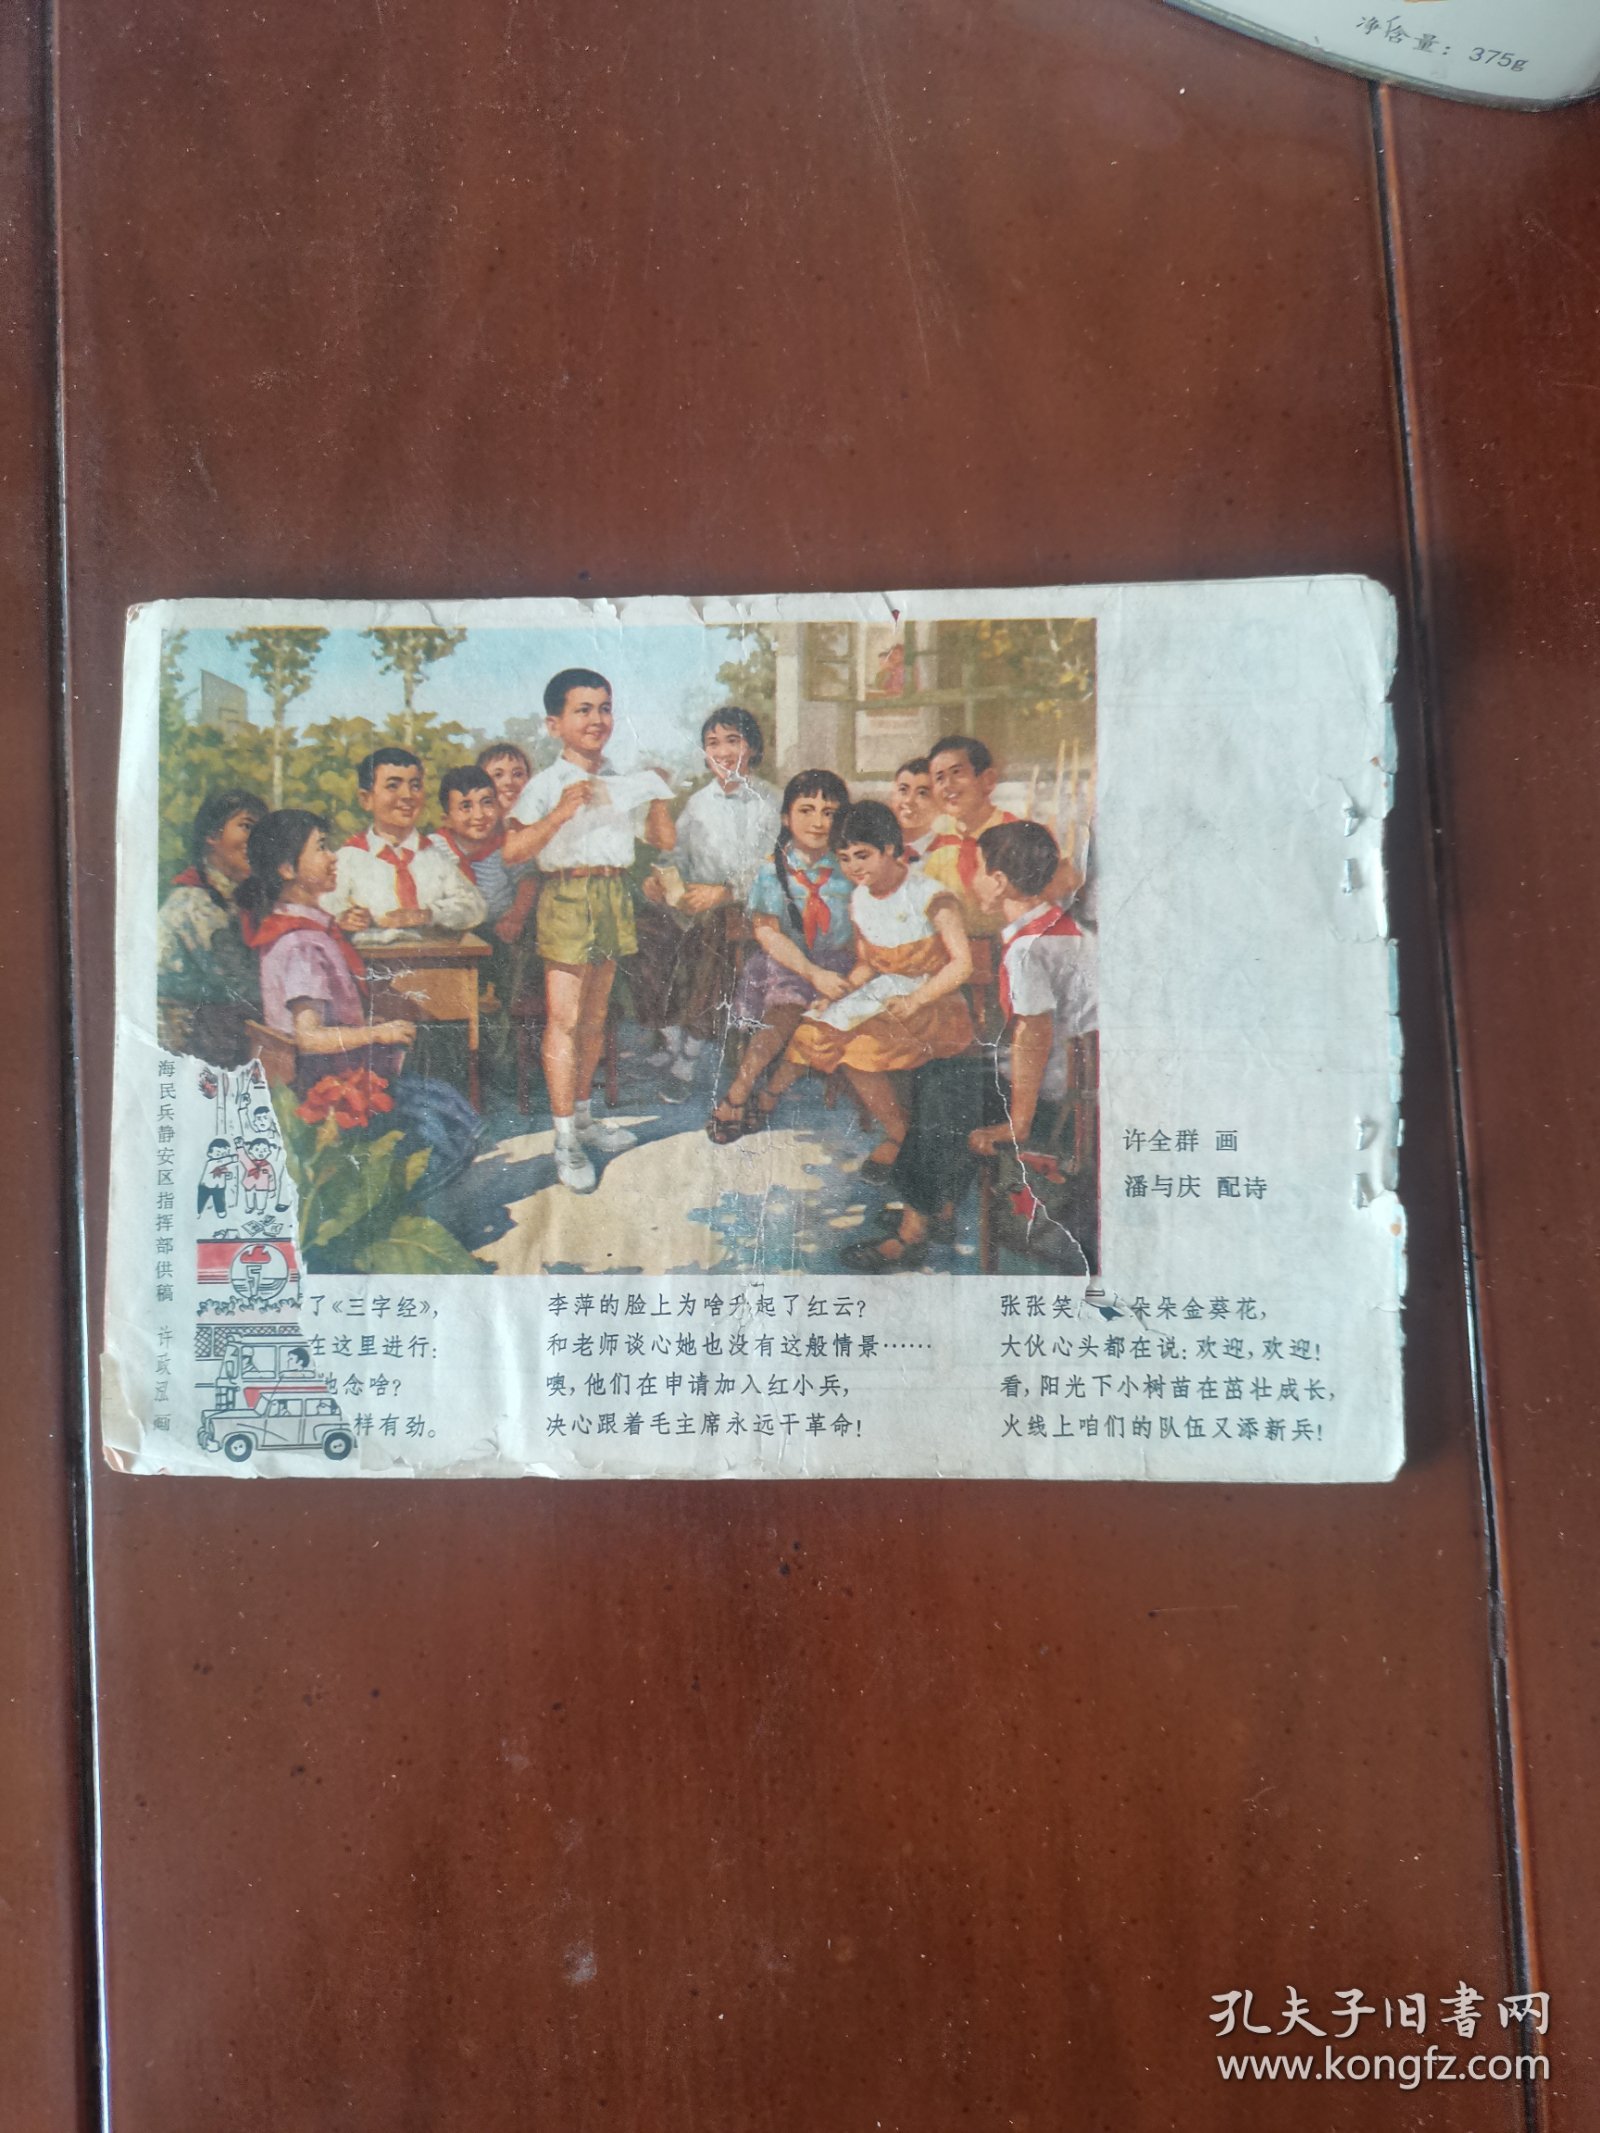 净含量：375g
许全群 画
潘与庆 配诗
海民兵静安区指挥部供稿 许政泓 画
了《三字经》，
在这里进行：
她念啥？
样有劲。
李萍的脸上为啥升起了红云？
和老师谈心她也没有这般情景……
噢，他们在申请加入红小兵，
决心跟着毛主席永远干革命！
张张笑 朵朵金葵花，
大伙心头都在说：欢迎，欢迎！
看，阳光下小树苗在茁壮成长，
火线上咱们的队伍又添新兵！
孔夫子旧书网
www.kongfz.com